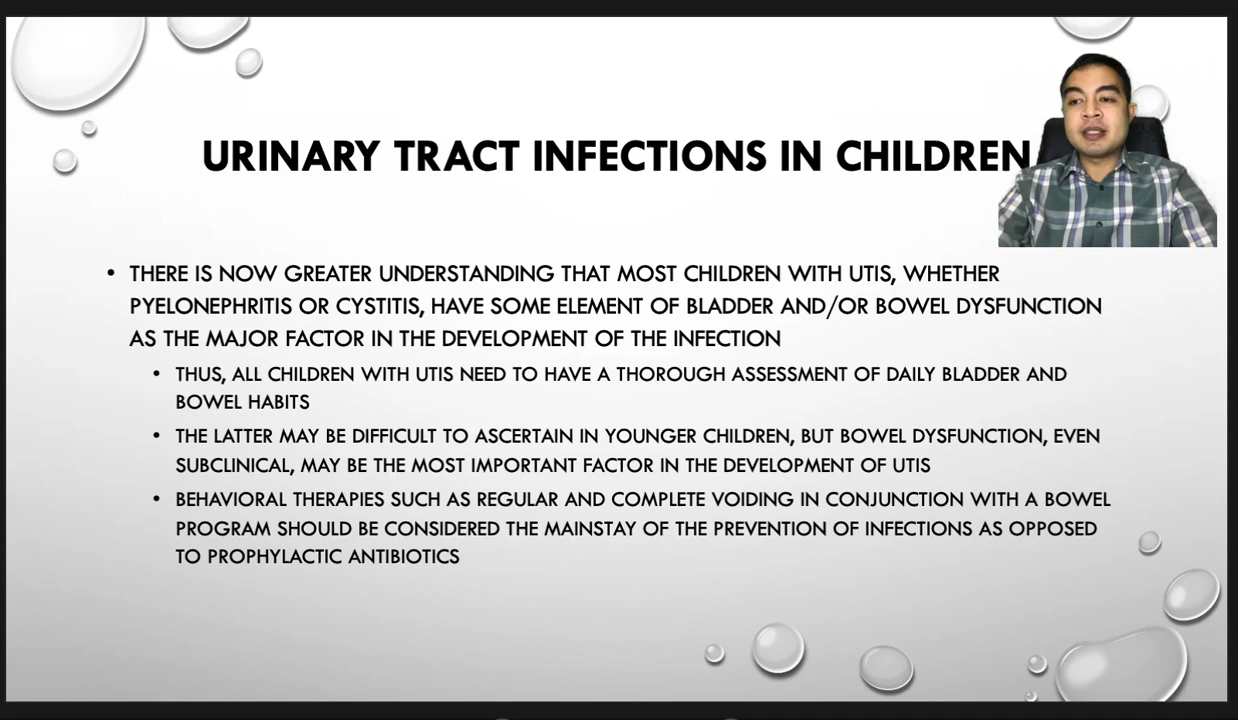 URINARY TRACT INFECTIONS IN CHILDREN
• THERE IS NOW GREATER UNDERSTANDING THAT MOST CHILDREN WITH UTIS, WHETHER
PYELONEPHRITIS OR CYSTITIS, HAVE SOME ELEMENT OF BLADDER AND/OR BOWEL DYSFUNCTION
AS THE MAJOR FACTOR IN THE DEVELOPMENT OF THE INFECTION
• THUS, ALL CHILDREN WITH UTIS NEED TO HAVE A THOROUGH ASSESSMENT OF DAILY BLADDER AND
BOWEL HABITS
• THE LATTER MAY BE DIFFICULT TO ASCERTAIN IN YOUNGER CHILDREN, BUT BOWEL DYSFUNCTION, EVEN
SUBCLINICAL, MAY BE THE MOST IMPORTANT FACTOR IN THE DEVELOPMENT OF UTIS
• BEHAVIORAL THERAPIES SUCH AS REGULAR AND COMPLETE VOIDING IN CONJUNCTION WITH A BOWEL
PROGRAM SHOULD BE CONSIDERED THE MAINSTAY OF THE PREVENTION OF INFECTIONS AS OPPOSED
TO PROPHYLACTIC ANTIBIOTICS